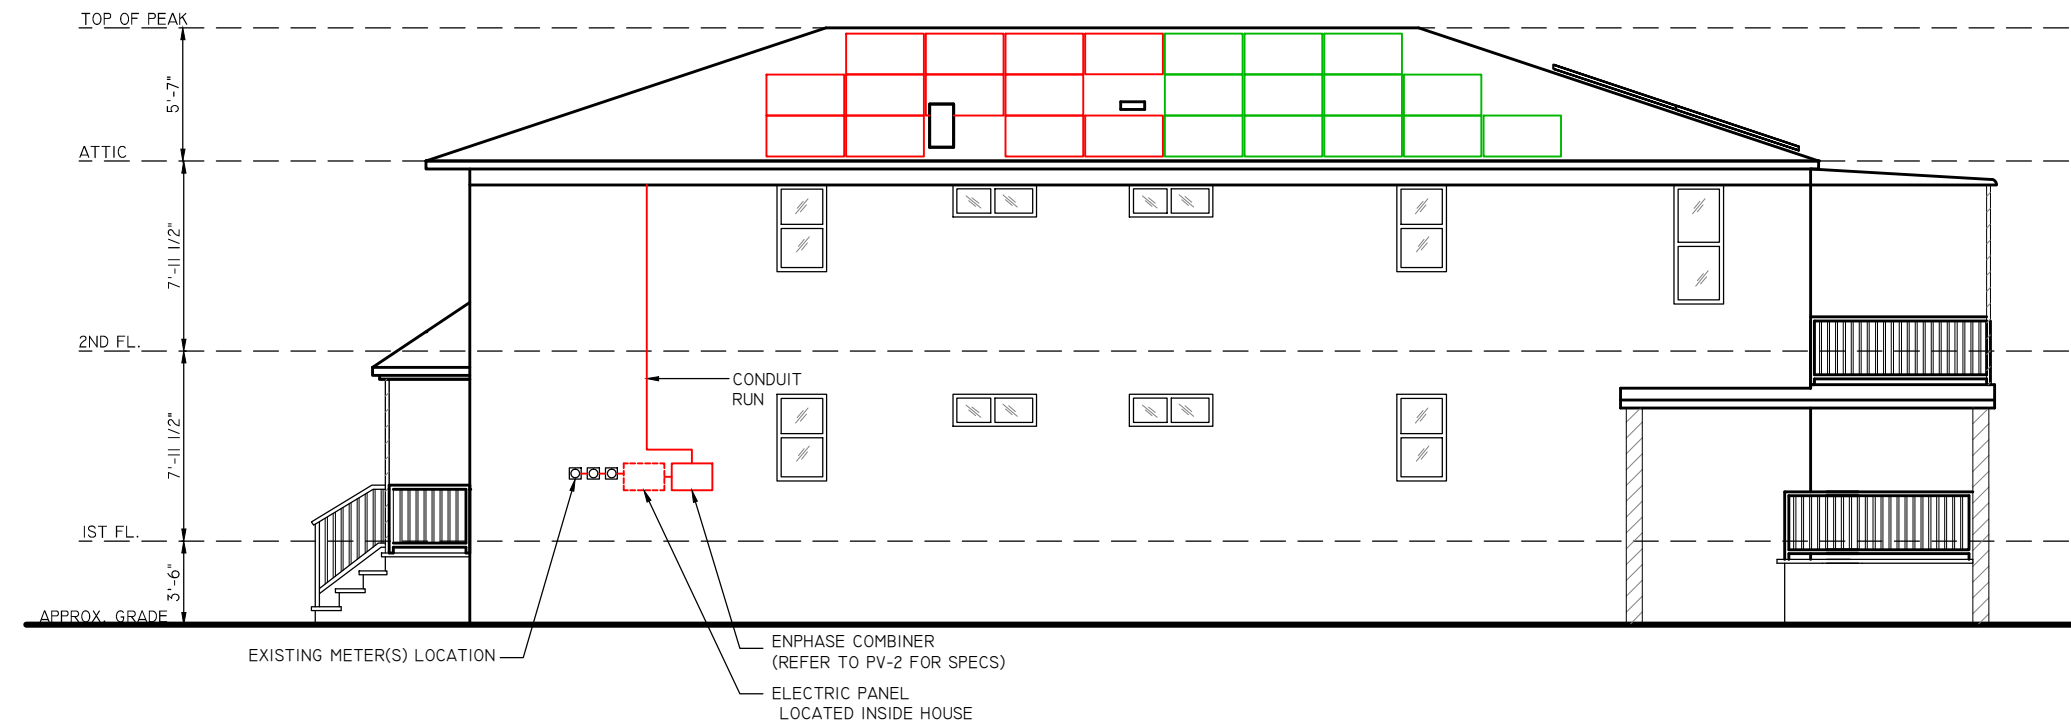 TOP OF PEAK
5'-7"
ATTIC
7'-11 1/2"
2ND FL.
CONDUIT
RUN
7'-11 1/2"
1ST FL.
3'-6"
APPROX. GRADE
EXISTING METER(S) LOCATION
ENPHASE COMBINER
(REFER TO PV-2 FOR SPECS)
ELECTRIC PANEL
LOCATED INSIDE HOUSE